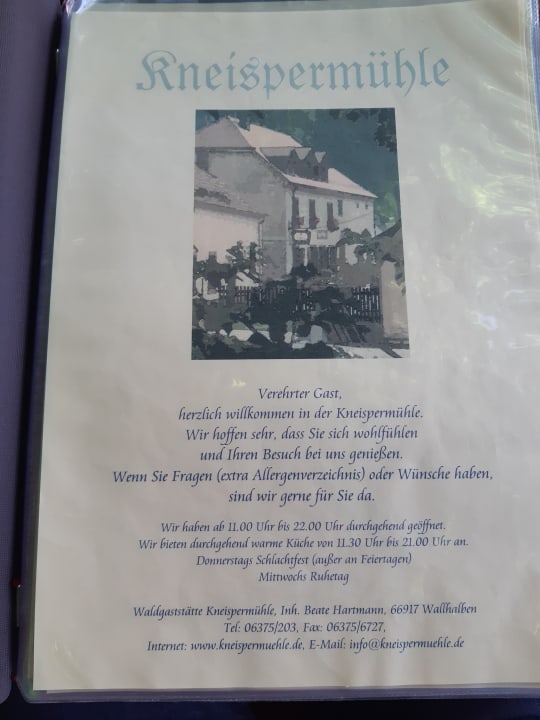 Kneispermühle
Verehrter Gast,
herzlich willkommen in der Kneispermühle.
Wir hoffen sehr, dass Sie sich wohlfühlen
und Ihren Besuch bei uns genießen.
Wenn Sie Fragen (extra Allergenverzeichnis) oder Wünsche haben,
sind wir gerne für Sie da.
Wir haben ab 11.00 Uhr bis 22.00 Uhr durchgehend geöffnet.
Wir bieten durchgehend warme Küche von 11.30 Uhr bis 21.00 Uhr an.
Donnerstags Schlachtfest (außer an Feiertagen)
Mittwochs Ruhetag
Waldgaststätte Kneispermühle, Inh. Beate Hartmann, 66917 Wallhalben
Tel: 06375/203, Fax: 06375/6727,
Internet: www.kneispermuehle.de, E-Mail: info@kneispermuehle.de